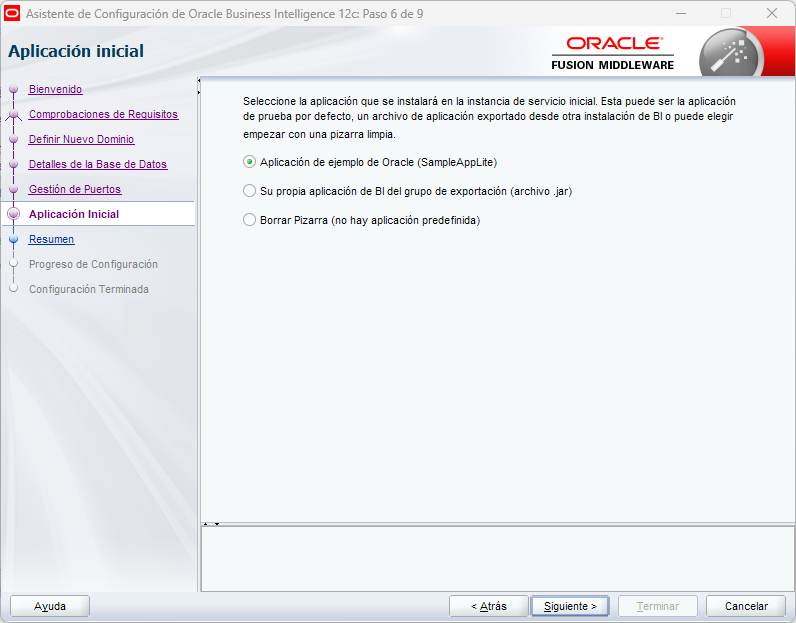 Asistente de Configuración de Oracle Business Intelligence 12c: Paso 6 de 9
Aplicación inicial
ORACLE®
FUSION MIDDLEWARE
Bienvenido
Comprobaciones de Requisitos
Definir Nuevo Dominio
Detalles de la Base de Datos
Gestión de Puertos
Aplicación Inicial
Resumen
Progreso de Configuración
Configuración Terminada
Seleccione la aplicación que se instalará en la instancia de servicio inicial. Esta puede ser la aplicación
de prueba por defecto, un archivo de aplicación exportado desde otra instalación de BI o puede elegir
empezar con una pizarra limpia.
Aplicación de ejemplo de Oracle (SampleAppLite)
Su propia aplicación de BI del grupo de exportación (archivo .jar)
Borrar Pizarra (no hay aplicación predefinida)
Ayuda
< Atrás
Siguiente >
Terminar
Cancelar